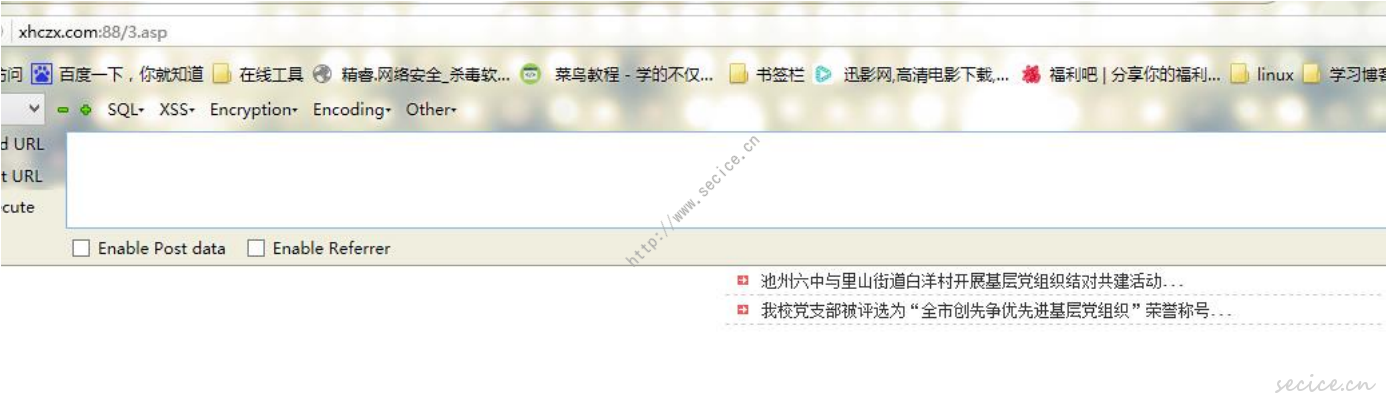 xhczx.com:88/3.asp
访问 百度一下，你就知道 在线工具 精睿.网络安全_杀毒软... 菜鸟教程 - 学的不仅... 书签栏 迅影网,高清电影下载,... 福利吧 | 分享你的福利... linux 学习博客
SQL XSS Encryption Encoding Other
d URL
t URL
cute
http://www.secice.cn
Enable Post data Enable Referrer
池州六中与里山街道白洋村开展基层党组织结对共建活动...
我校党支部被评选为“全市创先争优先进基层党组织”荣誉称号...
secice.cn